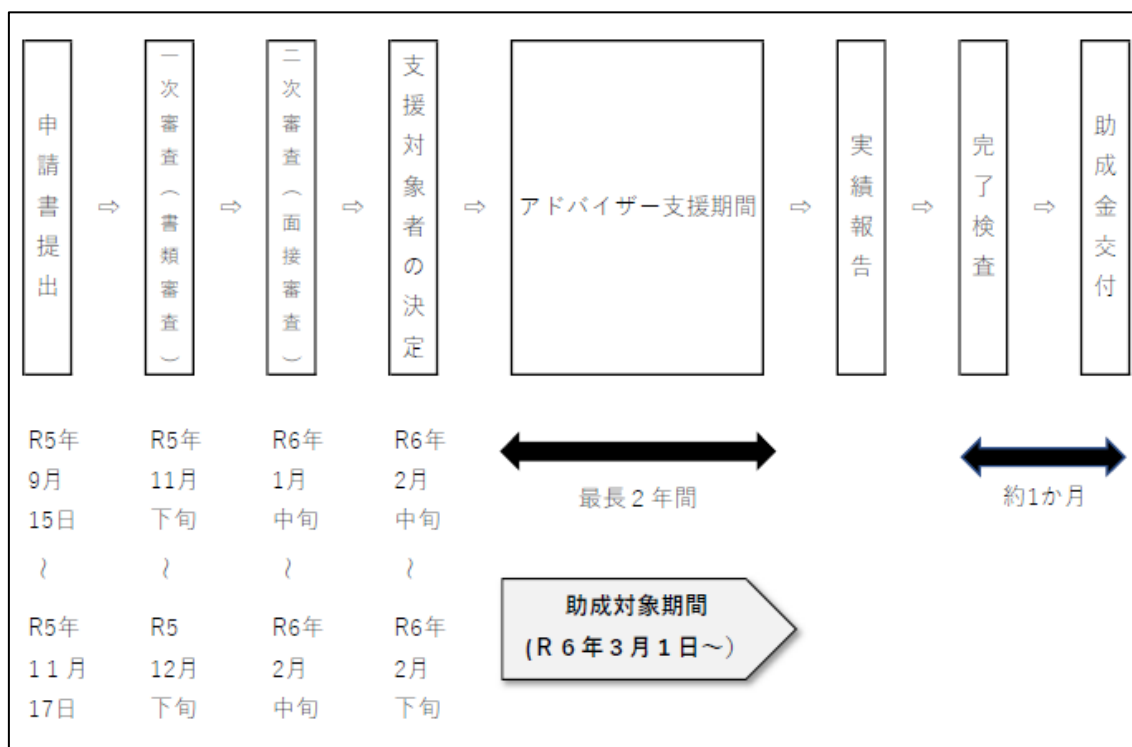 申請書提出
⇨
一次審査(書類審査)
⇨
二次審査(面接審査)
⇨
支援対象者の決定
⇨
アドバイザー支援期間
⇨
実績報告
⇨
完了検査
⇨
助成金交付
R5年
9月
15日
~
R5年
11月
17日
R5年
11月
下旬
~
R5
12月
下旬
R6年
1月
中旬
~
R6年
2月
中旬
R6年
2月
中旬
~
R6年
2月
下旬
最長2年間
助成対象期間
(R6年3月1日~)
約1か月